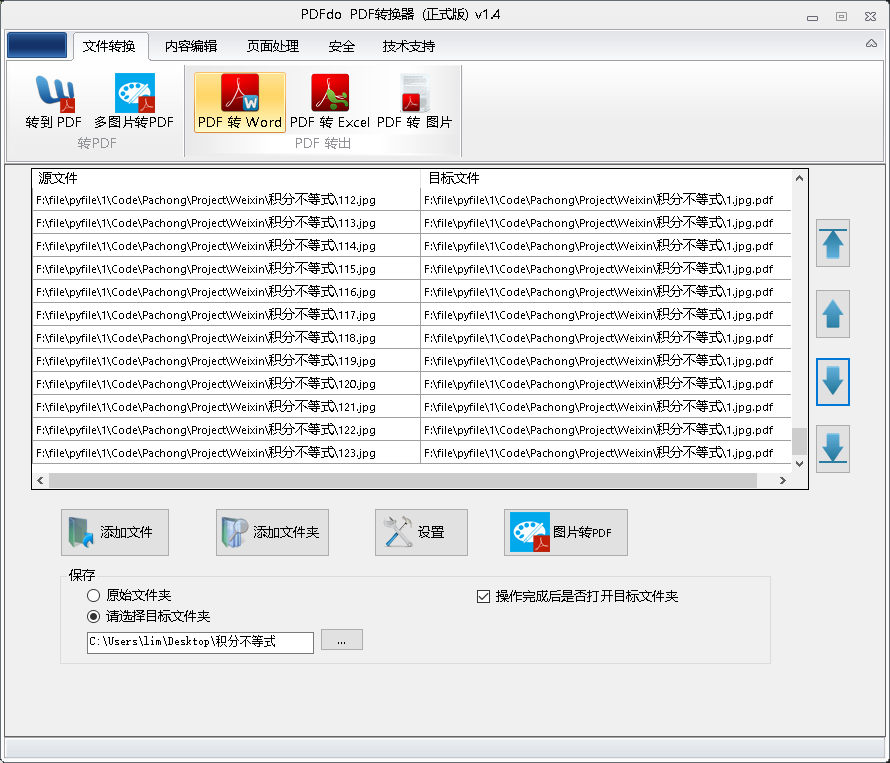 PDFdo PDF转换器 (正式版) v1.4
文件转换 内容编辑 页面处理 安全 技术支持
转到 PDF 多图片转PDF PDF 转 Word PDF 转 Excel PDF 转 图片
转PDF PDF 转出
源文件 目标文件
F:\file\pyfile\1\Code\Pachong\Project\Weixin\积分不等式\112.jpg F:\file\pyfile\1\Code\Pachong\Project\Weixin\积分不等式\1.jpg.pdf
F:\file\pyfile\1\Code\Pachong\Project\Weixin\积分不等式\113.jpg F:\file\pyfile\1\Code\Pachong\Project\Weixin\积分不等式\1.jpg.pdf
F:\file\pyfile\1\Code\Pachong\Project\Weixin\积分不等式\114.jpg F:\file\pyfile\1\Code\Pachong\Project\Weixin\积分不等式\1.jpg.pdf
F:\file\pyfile\1\Code\Pachong\Project\Weixin\积分不等式\115.jpg F:\file\pyfile\1\Code\Pachong\Project\Weixin\积分不等式\1.jpg.pdf
F:\file\pyfile\1\Code\Pachong\Project\Weixin\积分不等式\116.jpg F:\file\pyfile\1\Code\Pachong\Project\Weixin\积分不等式\1.jpg.pdf
F:\file\pyfile\1\Code\Pachong\Project\Weixin\积分不等式\117.jpg F:\file\pyfile\1\Code\Pachong\Project\Weixin\积分不等式\1.jpg.pdf
F:\file\pyfile\1\Code\Pachong\Project\Weixin\积分不等式\118.jpg F:\file\pyfile\1\Code\Pachong\Project\Weixin\积分不等式\1.jpg.pdf
F:\file\pyfile\1\Code\Pachong\Project\Weixin\积分不等式\119.jpg F:\file\pyfile\1\Code\Pachong\Project\Weixin\积分不等式\1.jpg.pdf
F:\file\pyfile\1\Code\Pachong\Project\Weixin\积分不等式\120.jpg F:\file\pyfile\1\Code\Pachong\Project\Weixin\积分不等式\1.jpg.pdf
F:\file\pyfile\1\Code\Pachong\Project\Weixin\积分不等式\121.jpg F:\file\pyfile\1\Code\Pachong\Project\Weixin\积分不等式\1.jpg.pdf
F:\file\pyfile\1\Code\Pachong\Project\Weixin\积分不等式\122.jpg F:\file\pyfile\1\Code\Pachong\Project\Weixin\积分不等式\1.jpg.pdf
F:\file\pyfile\1\Code\Pachong\Project\Weixin\积分不等式\123.jpg F:\file\pyfile\1\Code\Pachong\Project\Weixin\积分不等式\1.jpg.pdf
添加文件 添加文件夹 设置 图片转PDF
保存
原始文件夹 操作完成后是否打开目标文件夹
请选择目标文件夹
C:\Users\lim\Desktop\积分不等式 ...